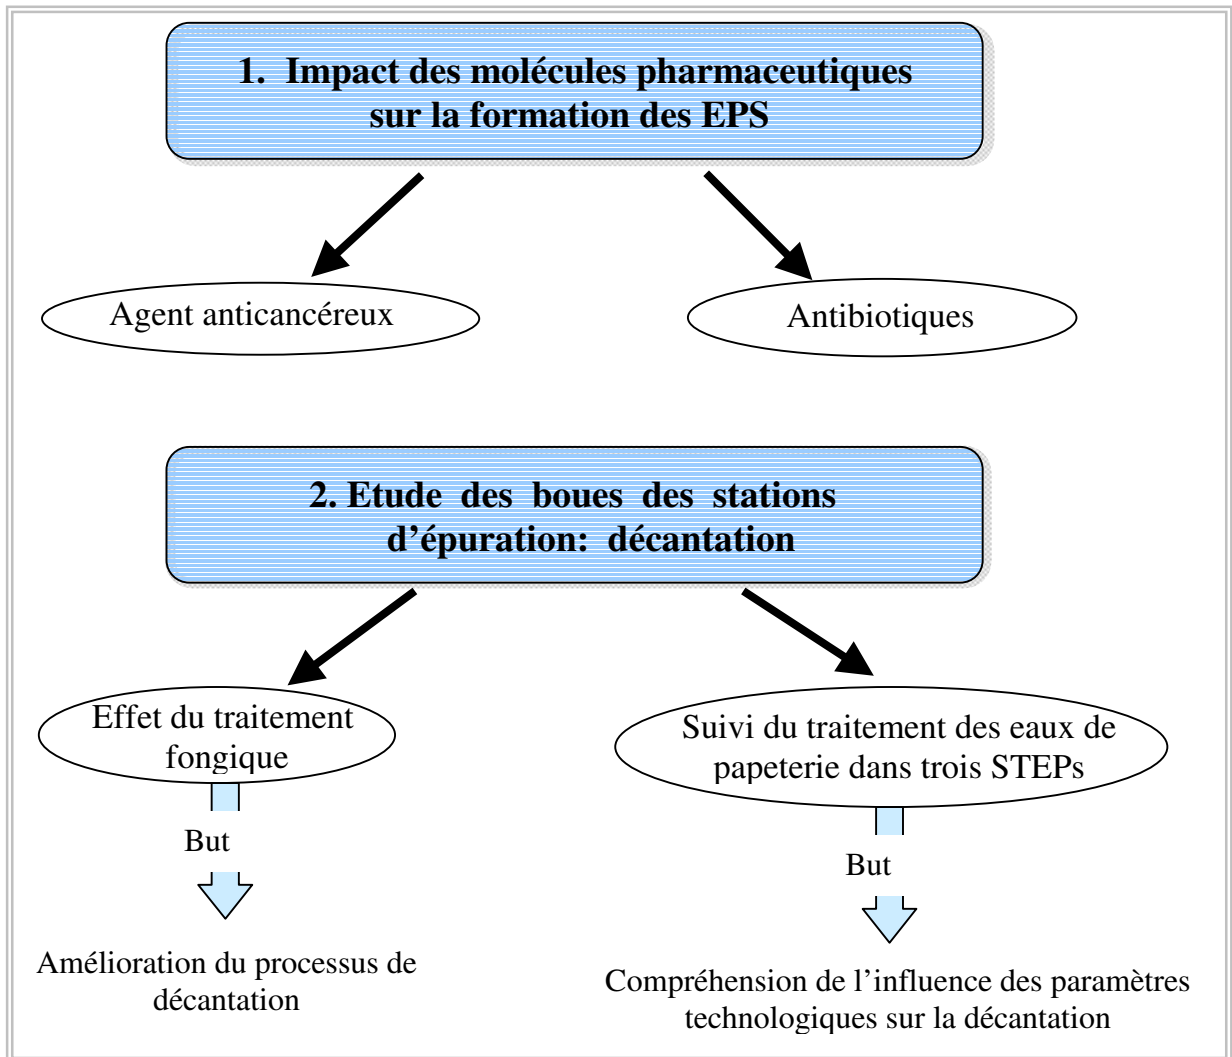 1. Impact des molécules pharmaceutiques
sur la formation des EPS
Agent anticancéreux
Antibiotiques
2. Etude des boues des stations
d’épuration: décantation
Effet du traitement
fongique
Suivi du traitement des eaux de
papeterie dans trois STEPs
But
But
Amélioration du processus de
décantation
Compréhension de l’influence des paramètres
technologiques sur la décantation